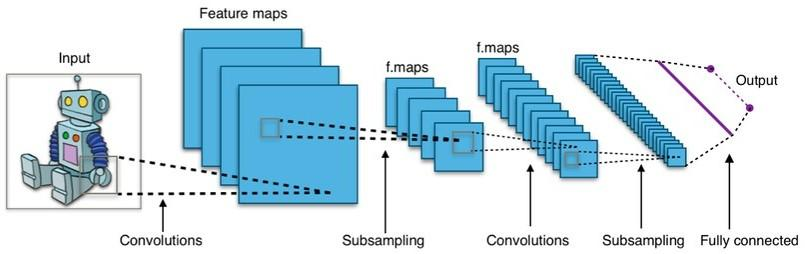 Feature maps
Input
f.maps
f.maps
Output
Convolutions
Subsampling
Convolutions
Subsampling
Fully connected